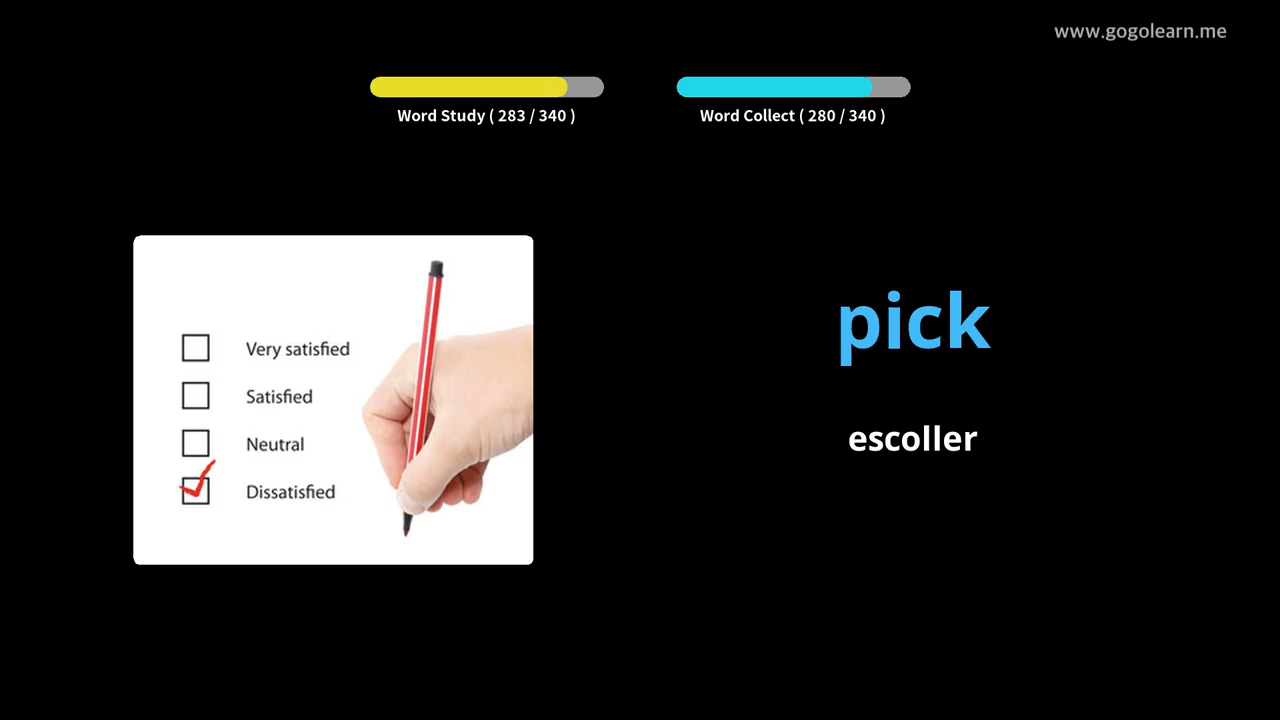 www.gogolearn.me
Word Study ( 283 / 340 )
Word Collect ( 280 / 340 )
Very satisfied
Satisfied
Neutral
Dissatisfied
pick
escoller